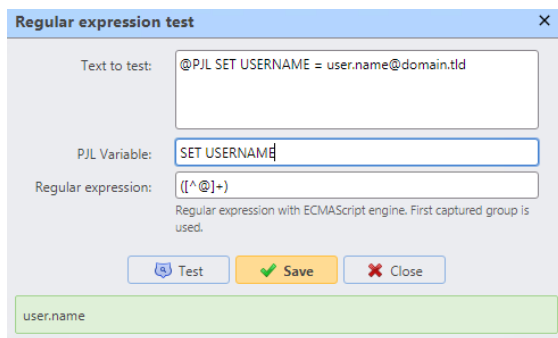 Regular expression test
Text to test:
@PJL SET USERNAME = user.name@domain.tld
PJL Variable:
SET USERNAME
Regular expression:
([^@]+)
Regular expression with ECMAScript engine. First captured group is
used.
Test
Save
Close
user.name